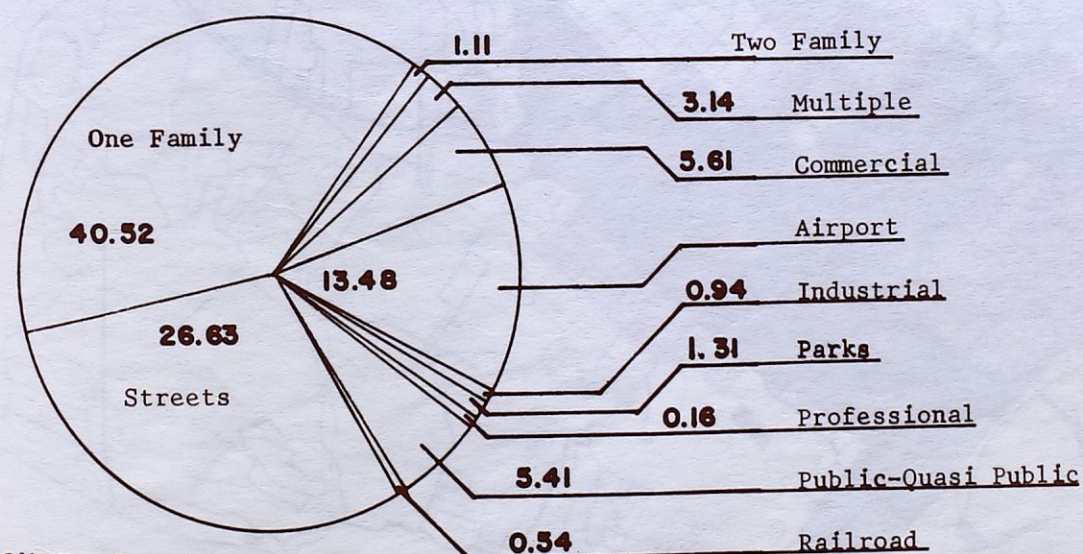 1.11 Two Family
3.14 Multiple
5.61 Commercial
One Family
40.52
Airport
13.48
0.94 Industrial
26.63
1.31 Parks
Streets
0.16 Professional
5.41 Public-Quasi Public
0.54 Railroad